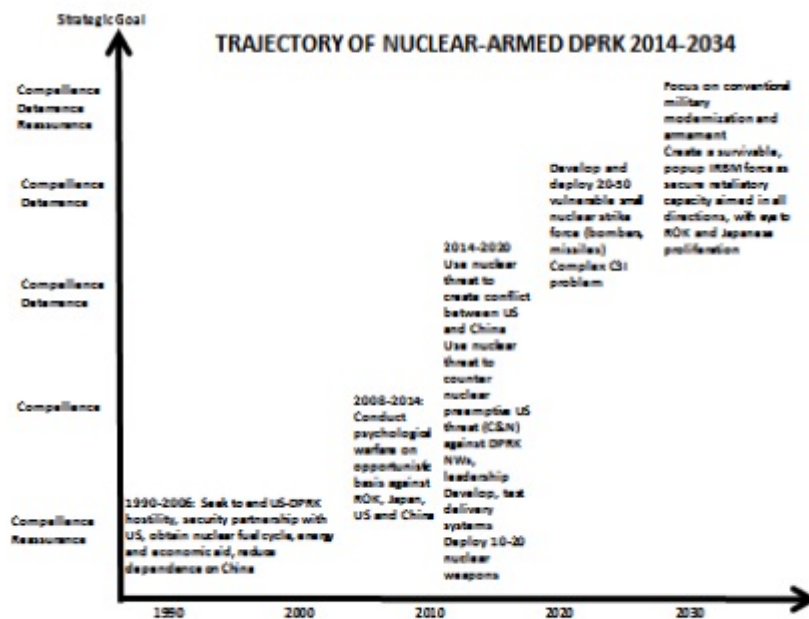 Strategic Goal
TRAJECTORY OF NUCLEAR-ARMED DPRK 2014-2034
Compellence
Deterrence
Reassurance
Compellence
Deterrence
Compellence
Deterrence
Compellence
Compellence
Reassurance
1990-2006: Seek to end US-DPRK
hostility, security partnership with
US, obtain nuclear fuel cycle, energy
and economic aid, reduce
dependence on China
2008-2014:
Conduct
psychological
warfare on
opportunistic
basis against
ROK, Japan,
US and China
2014-2020
Use nuclear
threat to
create conflict
between US
and China
Use nuclear
threat to
counter
nuclear
preemptive US
threat (C&N)
against DPRK
NWs,
leadership
Develop, test
delivery
systems
Deploy 10-20
nuclear
weapons
Develop and
deploy 20-50
vulnerable small
nuclear strike
force (bomber,
missiles)
Complex C3I
problem
Focus on conventional
military
modernization and
armament
Create a survivable,
popup IRBM force as
secure retaliatory
capacity aimed in all
directions, with eye to
ROK and Japanese
proliferation
1990
2000
2010
2020
2030